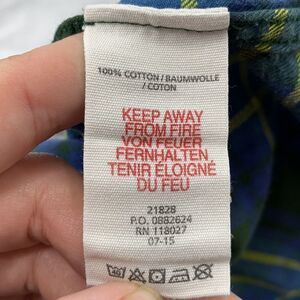 100% COTTON / BAUMWOLLE
/ COTON
KEEP AWAY
FROM FIRE
VON FEUER
FERNHALTEN
TENIR ÉLOIGNÉ
DU FEU
21828
P.O. 0882624
RN 118027
07-15